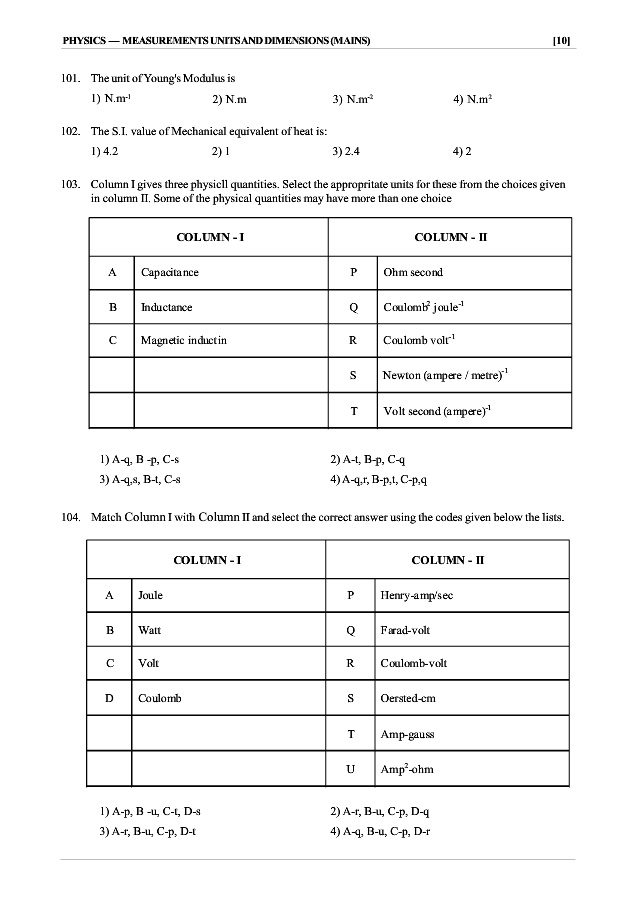 PHYSICS — MEASUREMENTS UNITS AND DIMENSIONS (MAINS) [10]
101. The unit of Young's Modulus is
1) N.m⁻¹ 2) N.m 3) N.m⁻² 4) N.m²
102. The S.I. value of Mechanical equivalent of heat is:
1) 4.2 2) 1 3) 2.4 4) 2
103. Column I gives three physicll quantities. Select the appropritate units for these from the choices given
in column II. Some of the physical quantities may have more than one choice
COLUMN - I COLUMN - II
A Capacitance P Ohm second
B Inductance Q Coulomb² joule⁻¹
C Magnetic inductin R Coulomb volt⁻¹
S Newton (ampere / metre)⁻¹
T Volt second (ampere)⁻¹
1) A-q, B -p, C-s 2) A-t, B-p, C-q
3) A-q,s, B-t, C-s 4) A-q,r, B-p,t, C-p,q
104. Match Column I with Column II and select the correct answer using the codes given below the lists.
COLUMN - I COLUMN - II
A Joule P Henry-amp/sec
B Watt Q Farad-volt
C Volt R Coulomb-volt
D Coulomb S Oersted-cm
T Amp-gauss
U Amp²-ohm
1) A-p, B -u, C-t, D-s 2) A-r, B-u, C-p, D-q
3) A-r, B-u, C-p, D-t 4) A-q, B-u, C-p, D-r